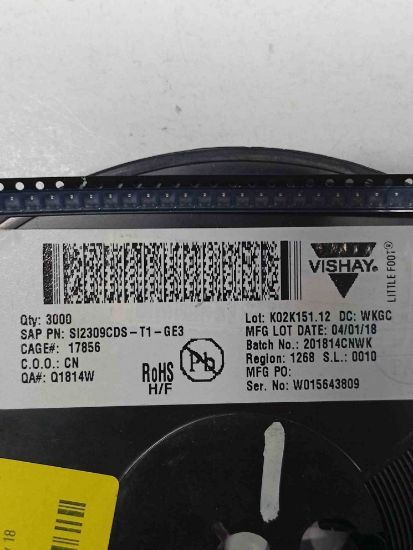 VISHAY®
LITTLE FOOT®
Qty: 3000
SAP PN: SI2309CDS-T1-GE3
CAGE#: 17856
C.O.O.: CN
QA#: Q1814W
RoHS
H/F
Pb
Lot: K02K151.12 DC: WKGC
MFG LOT DATE: 04/01/18
Batch No.: 201814CNWK
Region: 1268 S.L.: 0010
MFG PO:
Ser. No: W015643809
18